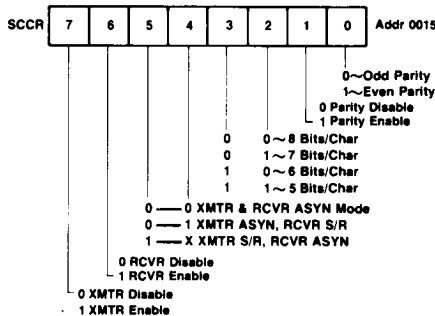 SCCR 7 6 5 4 3 2 1 0 Addr 0015
0~Odd Parity
1~Even Parity
0 Parity Disable
1 Parity Enable
0 0~8 Bits/Char
0 1~7 Bits/Char
1 0~6 Bits/Char
1 1~5 Bits/Char
0 — 0 XMTR & RCVR ASYN Mode
0 — 1 XMTR ASYN, RCVR S/R
1 — X XMTR S/R, RCVR ASYN
0 RCVR Disable
1 RCVR Enable
0 XMTR Disable
1 XMTR Enable